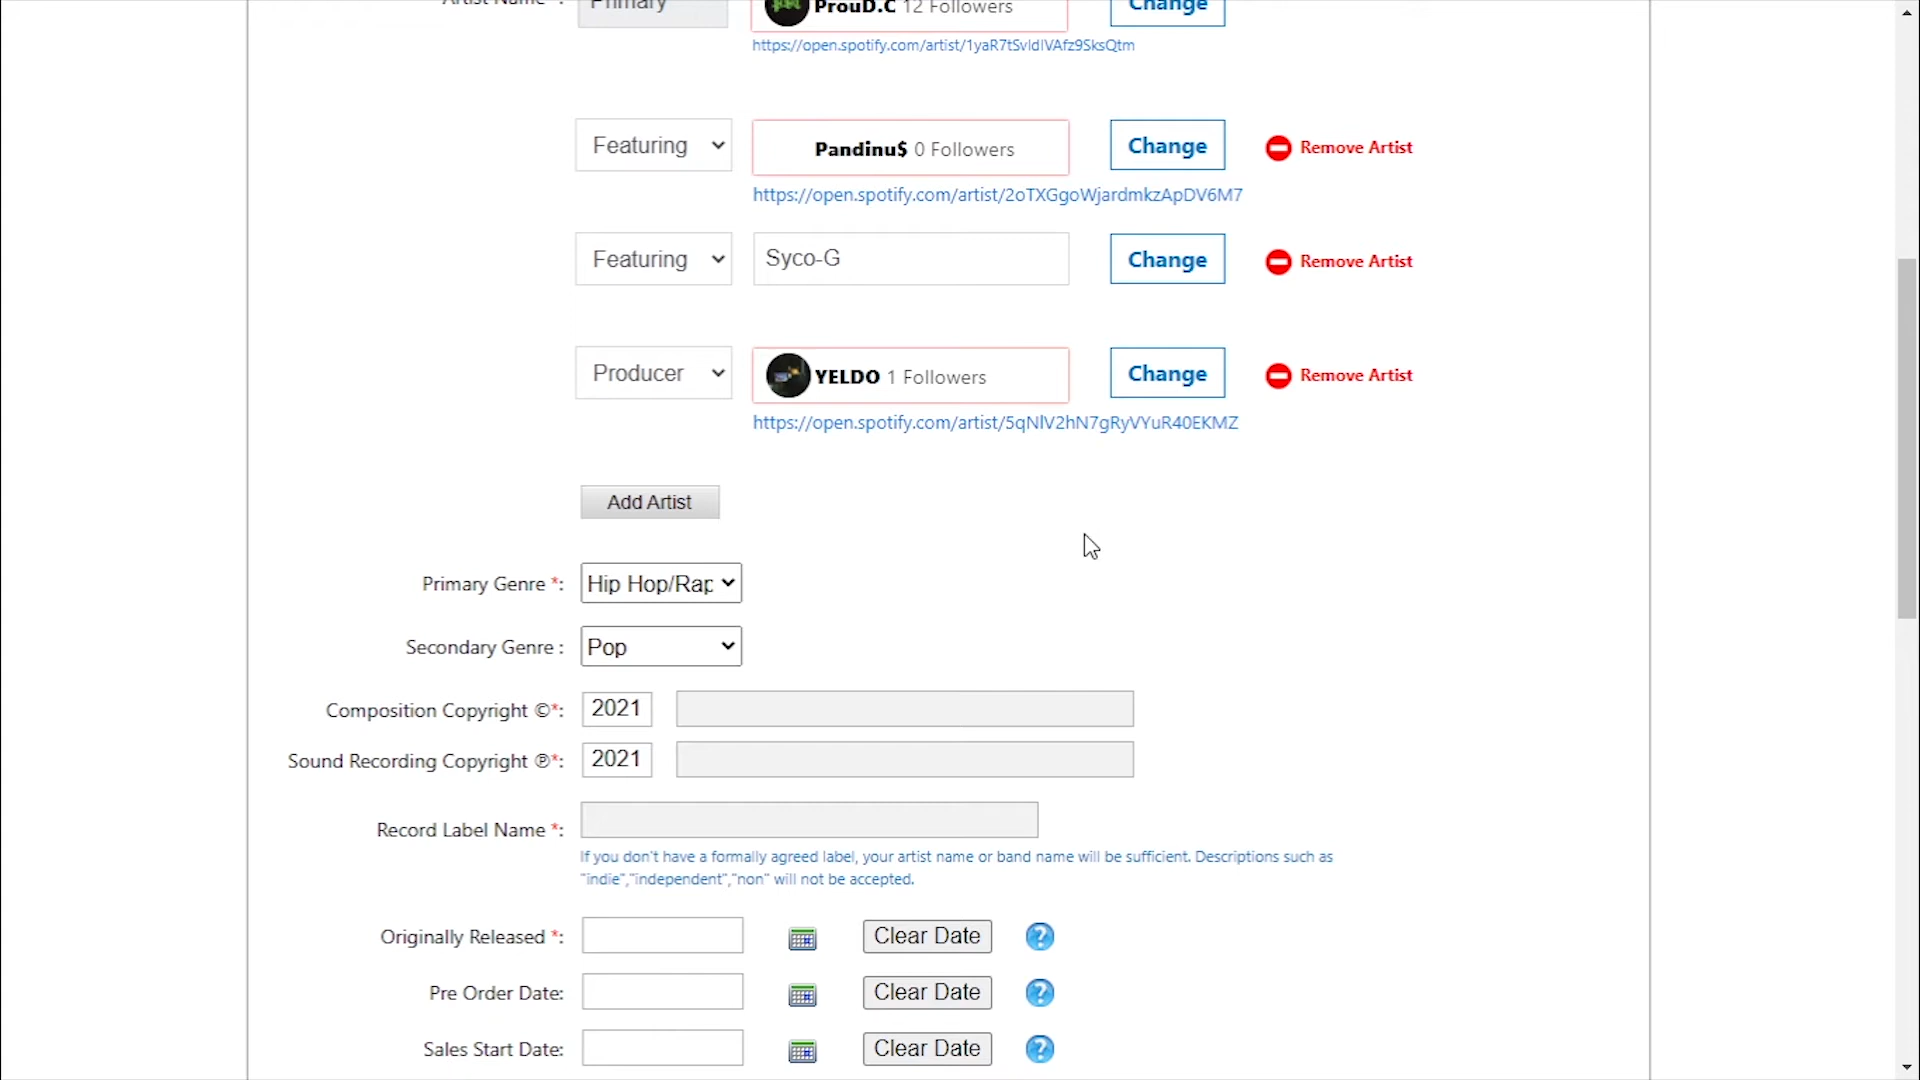 Artist Name *: Primary ProuD.C 12 Followers Change
https://open.spotify.com/artist/1yaR7tSvIdIVAfz9SksQtm
Featuring Pandinu$ 0 Followers Change Remove Artist
https://open.spotify.com/artist/2oTXGgoWjardmkzApDV6M7
Featuring Syco-G Change Remove Artist
Producer YELDO 1 Followers Change Remove Artist
https://open.spotify.com/artist/5qNlV2hN7gRyVYuR40EKMZ
Add Artist
Primary Genre *: Hip Hop/Rap
Secondary Genre : Pop
Composition Copyright ©*: 2021
Sound Recording Copyright ℗*: 2021
Record Label Name *:
If you don't have a formally agreed label, your artist name or band name will be sufficient. Descriptions such as
"indie","independent","non" will not be accepted.
Originally Released *: Clear Date ?
Pre Order Date: Clear Date ?
Sales Start Date: Clear Date ?